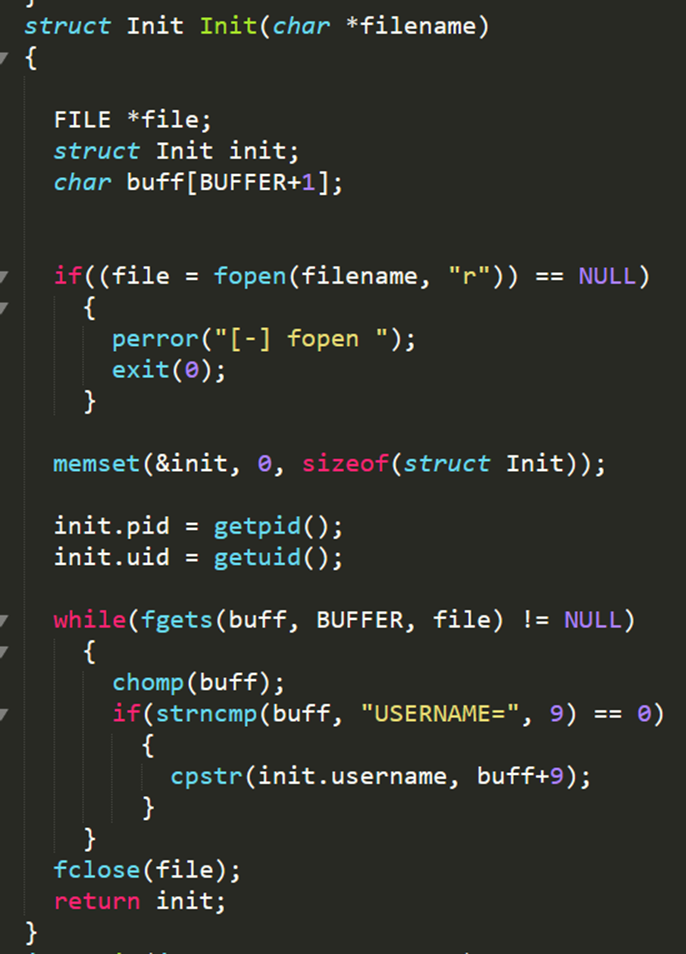 struct Init Init(char *filename)
{
FILE *file;
struct Init init;
char buff[BUFFER+1];
if((file = fopen(filename, "r")) == NULL)
{
perror("[-] fopen ");
exit(0);
}
memset(&init, 0, sizeof(struct Init));
init.pid = getpid();
init.uid = getuid();
while(fgets(buff, BUFFER, file) != NULL)
{
chomp(buff);
if(strncmp(buff, "USERNAME=", 9) == 0)
{
cpstr(init.username, buff+9);
}
}
fclose(file);
return init;
}